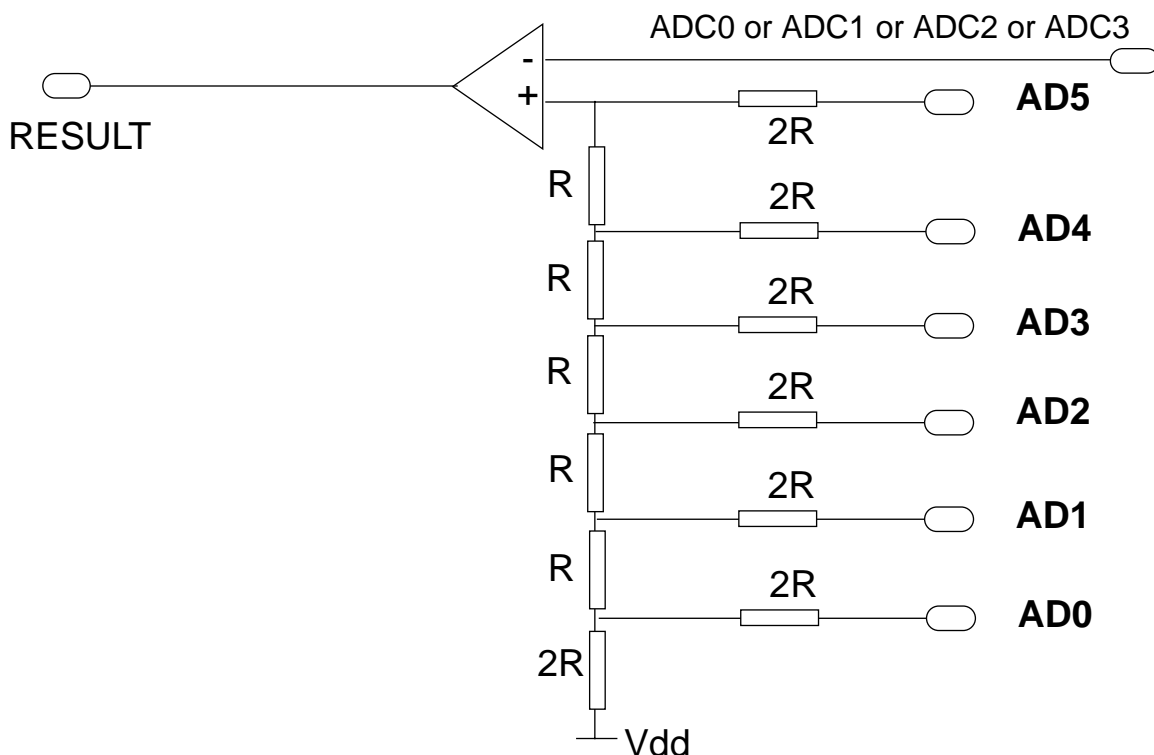 ADC0 or ADC1 or ADC2 or ADC3
-
+
AD5
2R
RESULT
R
2R
AD4
R
2R
AD3
R
2R
AD2
R
2R
AD1
R
2R
AD0
2R
Vdd